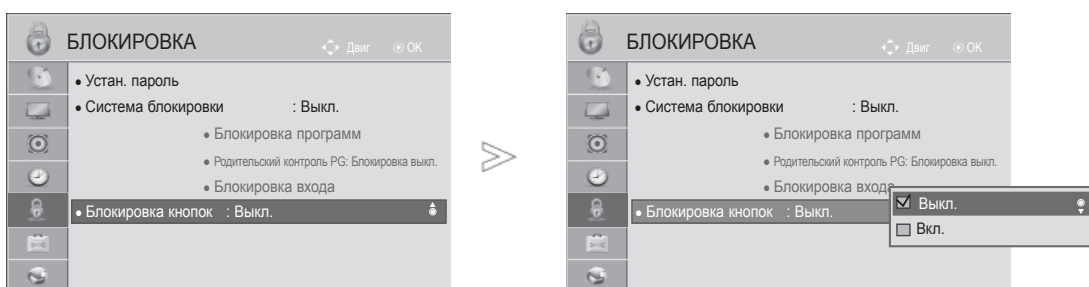 БЛОКИРОВКА Двиг OK
• Устан. пароль
• Система блокировки : Выкл.
• Блокировка программ
• Родительский контроль PG: Блокировка выкл.
• Блокировка входа
• Блокировка кнопок : Выкл.
БЛОКИРОВКА Двиг OK
• Устан. пароль
• Система блокировки : Выкл.
• Блокировка программ
• Родительский контроль PG: Блокировка выкл.
• Блокировка входа
• Блокировка кнопок : Выкл.
Выкл.
Вкл.